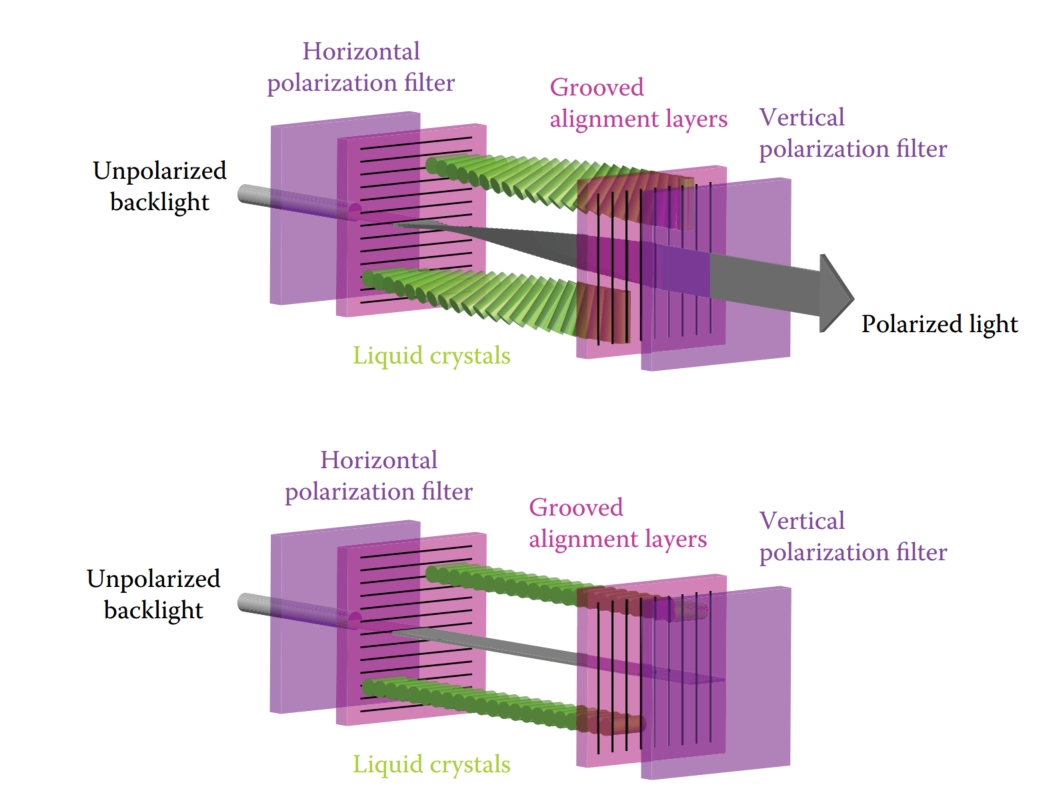 Horizontal
polarization filter
Grooved
alignment layers
Vertical
polarization filter
Unpolarized
backlight
Polarized light
Liquid crystals
Horizontal
polarization filter
Grooved
alignment layers
Vertical
polarization filter
Unpolarized
backlight
Liquid crystals